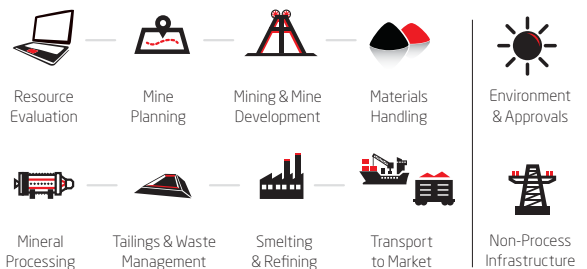 Resource
Evaluation
Mine
Planning
Mining & Mine
Development
Materials
Handling
Environment
& Approvals
Mineral
Processing
Tailings & Waste
Management
Smelting
& Refining
Transport
to Market
Non-Process
Infrastructure